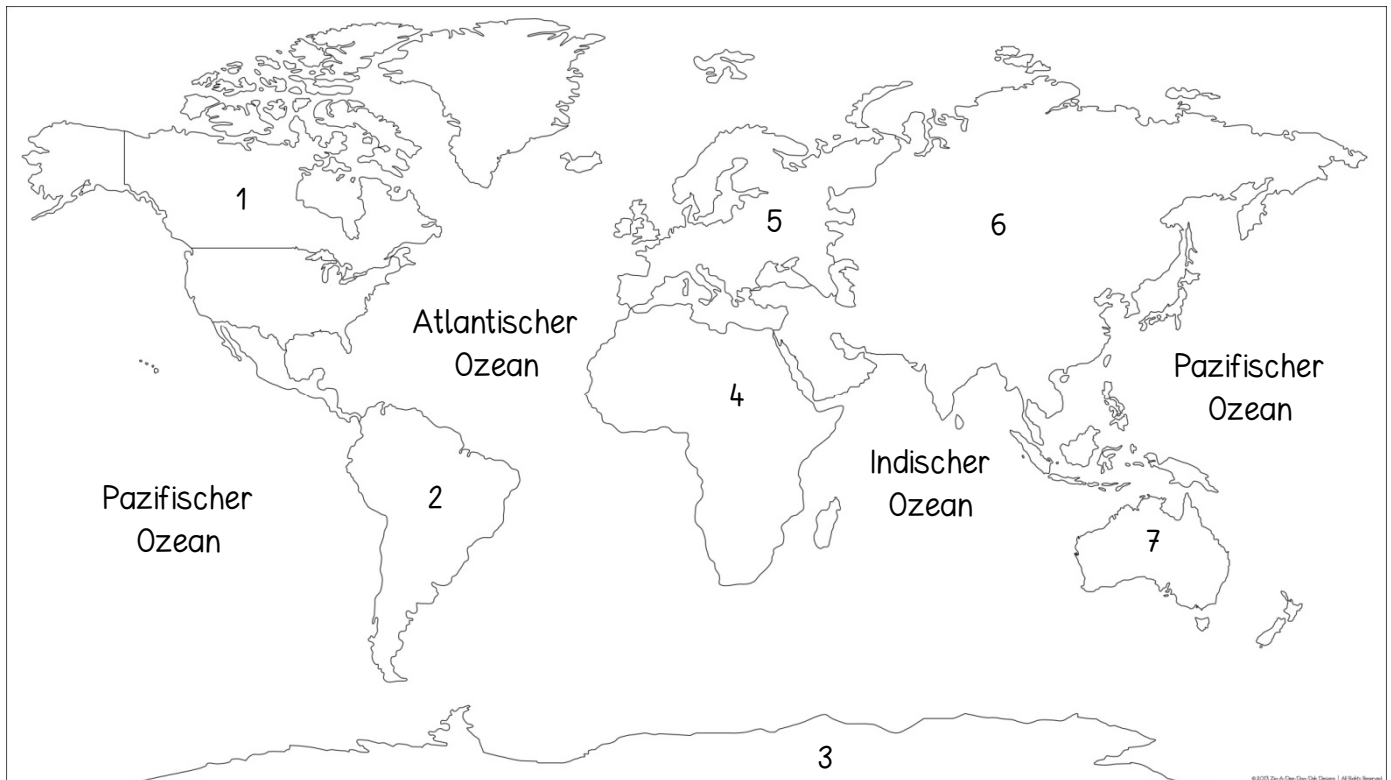 1
5
6
Atlantischer
Ozean
Pazifischer
Ozean
4
Indischer
Ozean
Pazifischer
Ozean
2
7
3